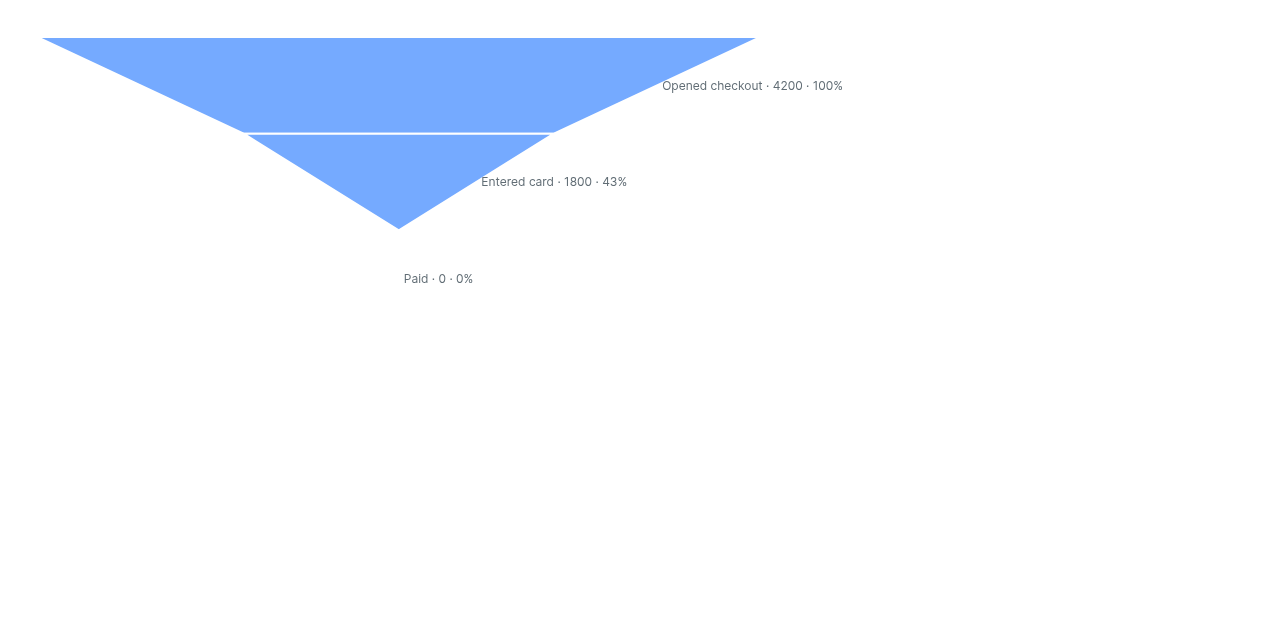 Opened checkout · 4200 · 100%
Entered card · 1800 · 43%
Paid · 0 · 0%